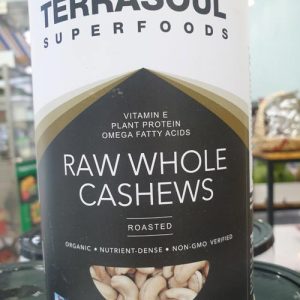 TERRASOUL
SUPERFOODS
VITAMIN E
PLANT PROTEIN
OMEGA FATTY ACIDS
RAW WHOLE
CASHEWS
ROASTED
ORGANIC • NUTRIENT-DENSE • NON-GMO VERIFIED